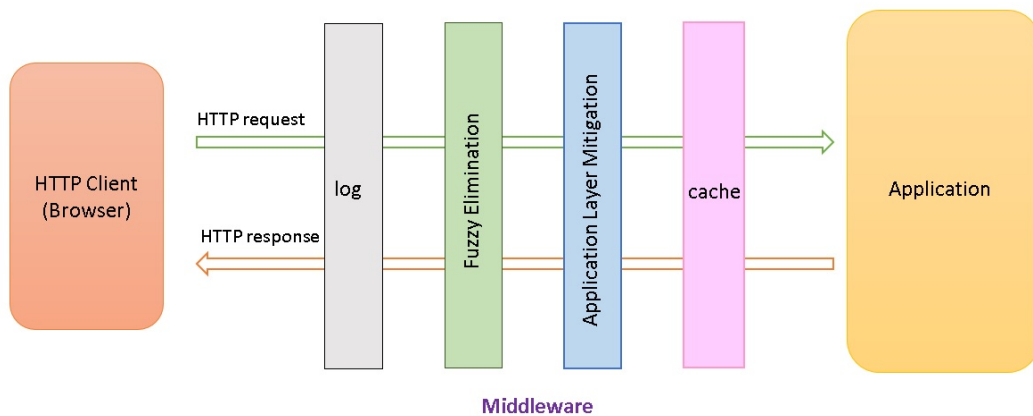 HTTP Client
(Browser)
HTTP request
HTTP response
log
Fuzzy Elimination
Application Layer Mitigation
cache
Application
Middleware